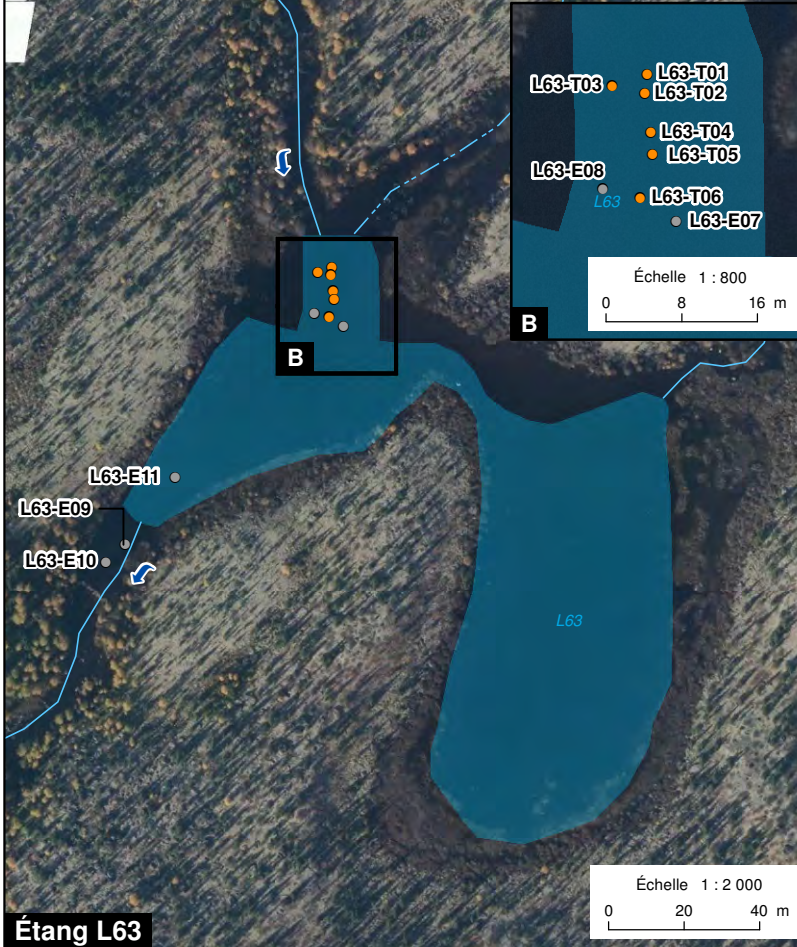 L63-T01
L63-T03
L63-T02
L63-T04
L63-T05
L63-E08
L63-T06
L63
L63-E07
Échelle 1 : 800
0 8 16 m
B
B
L63-E11
L63-E09
L63-E10
L63
Échelle 1 : 2 000
0 20 40 m
Étang L63